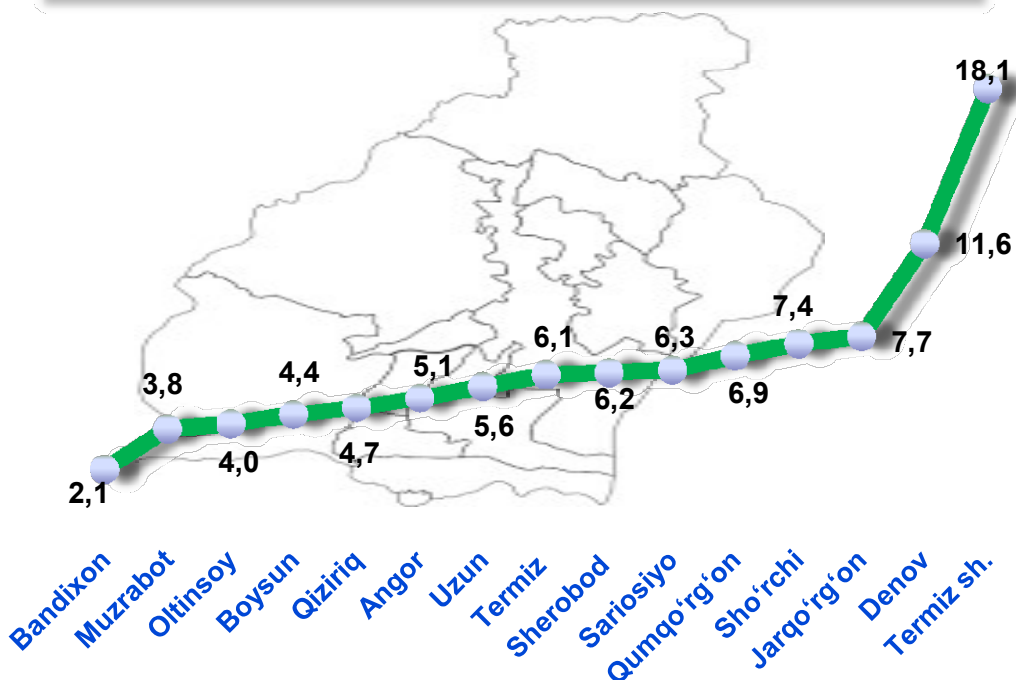 18,1
11,6
7,4
6,3
6,1
7,7
5,1
4,4
3,8
6,2
6,9
5,6
4,7
4,0
2,1
Bandixon
Muzrabot
Oltinsoy
Boysun
Qiziriq
Angor
Uzun
Termiz
Sherobod
Sariosiyo
Qumqo‘rg‘on
Sho‘rchi
Jarqo‘rg‘on
Denov
Termiz sh.